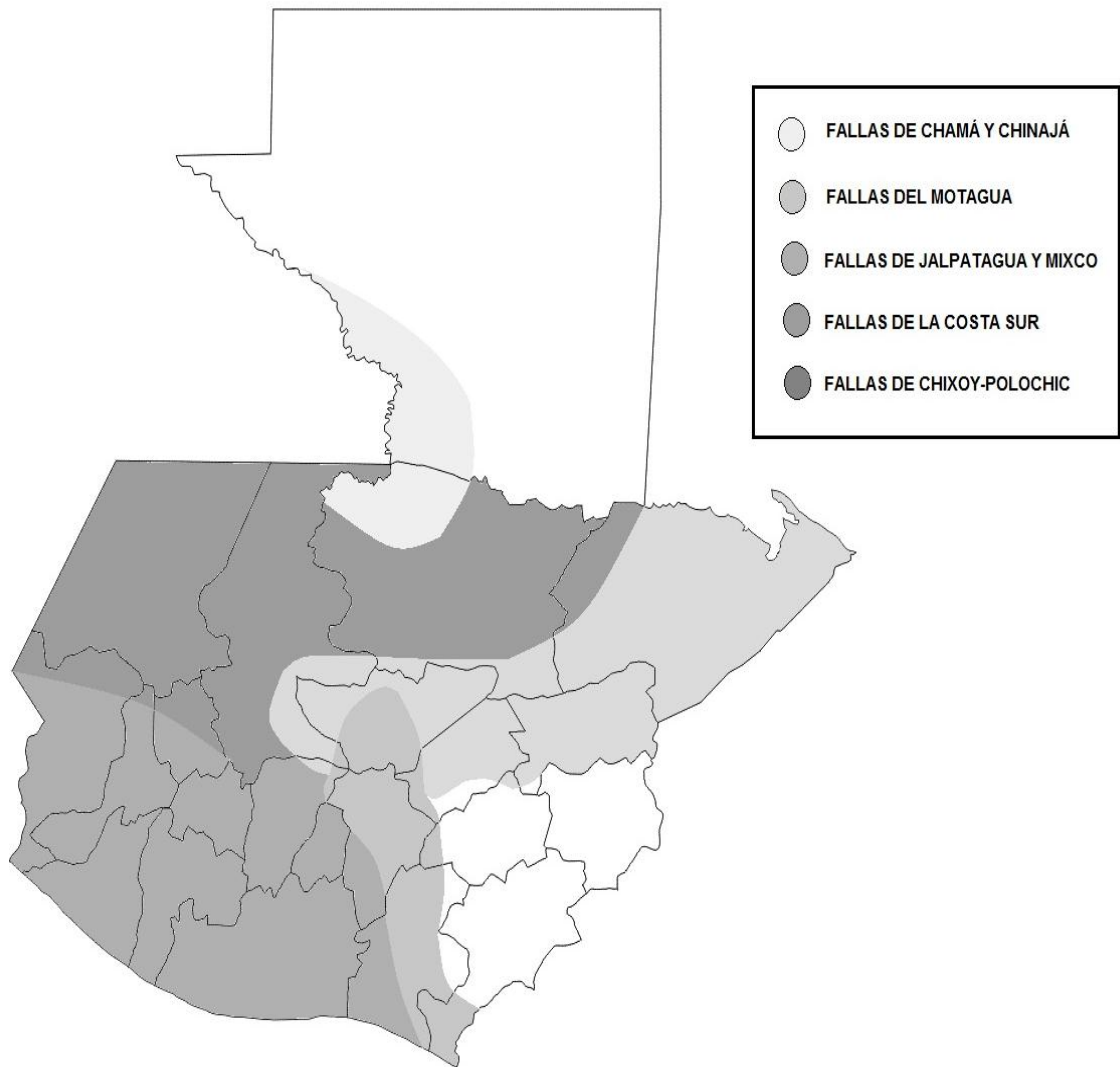 FALLAS DE CHAMÁ Y CHINAJÁ
FALLAS DEL MOTAGUA
FALLAS DE JALPATAGUA Y MIXCO
FALLAS DE LA COSTA SUR
FALLAS DE CHIXOY-POLOCHIC